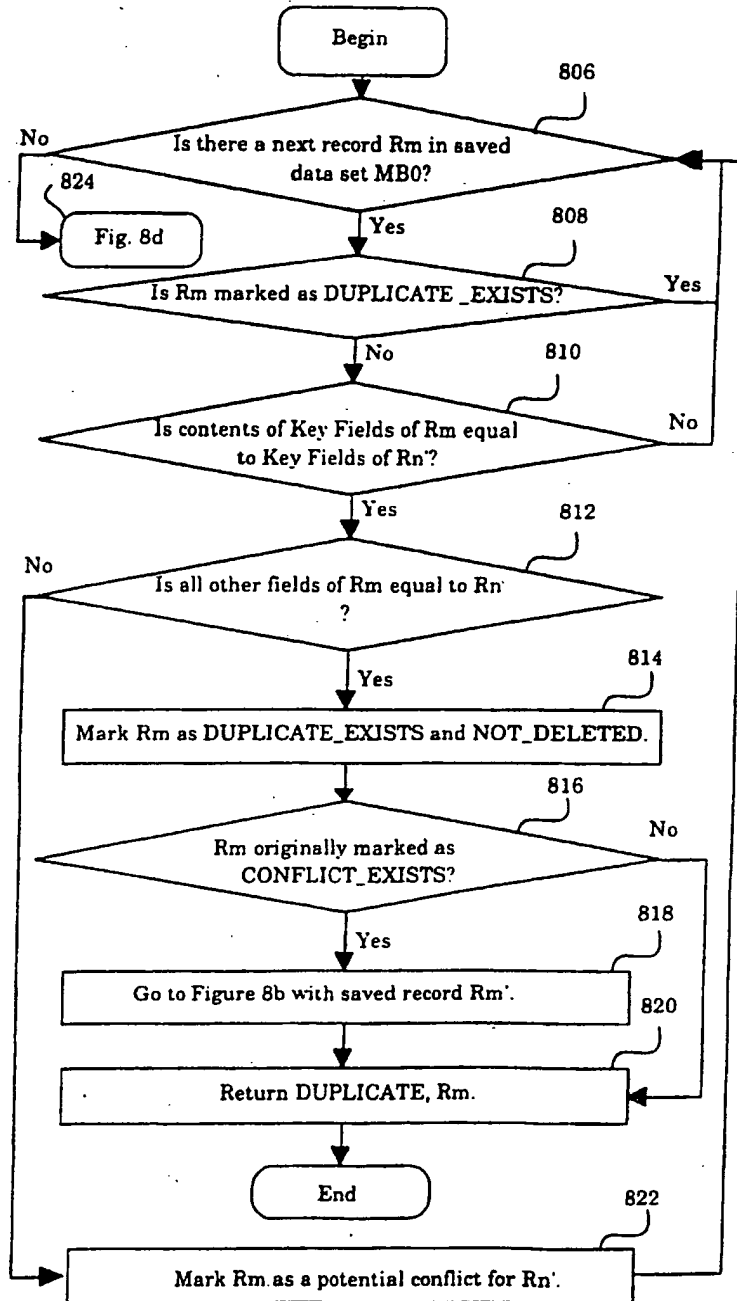 Begin
806
No
Is there a next record Rm in saved
data set MB0?
824
Fig. 8d
Yes
808
Is Rm marked as DUPLICATE_EXISTS?
Yes
No
810
Is contents of Key Fields of Rm equal
to Key Fields of Rn'?
No
Yes
812
No
Is all other fields of Rm equal to Rn'
?
Yes
814
Mark Rm as DUPLICATE_EXISTS and NOT_DELETED.
816
Rm originally marked as
CONFLICT_EXISTS?
No
Yes
818
Go to Figure 8b with saved record Rm'.
820
Return DUPLICATE, Rm.
End
822
Mark Rm as a potential conflict for Rn'.